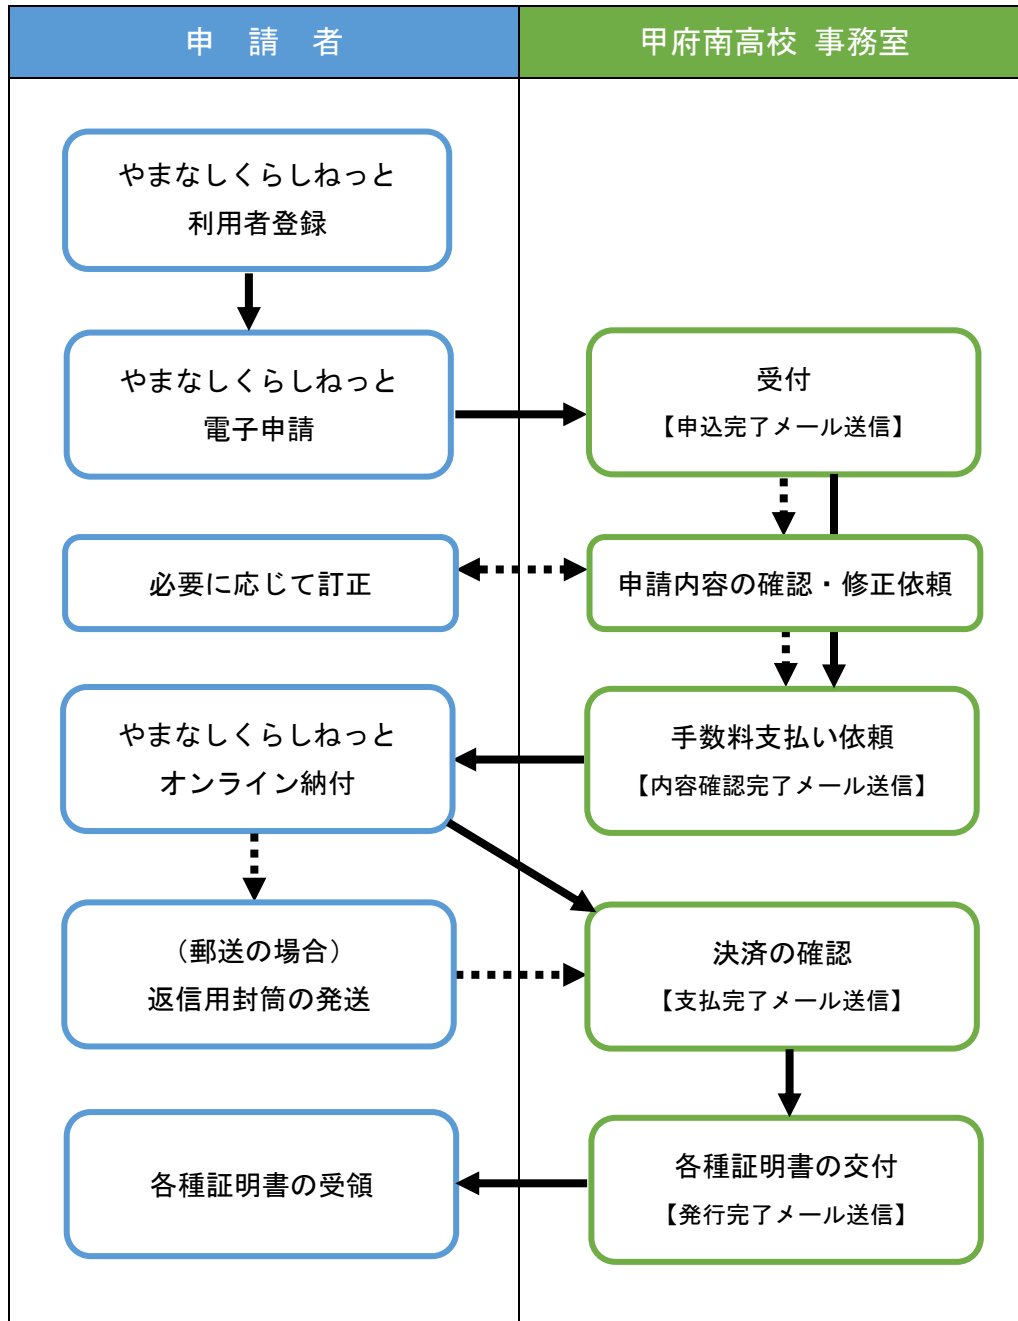 申　請　者
甲府南高校 事務室
やまなしくらしねっと
利用者登録
やまなしくらしねっと
電子申請
受付
【申込完了メール送信】
必要に応じて訂正
申請内容の確認・修正依頼
やまなしくらしねっと
オンライン納付
手数料支払い依頼
【内容確認完了メール送信】
（郵送の場合）
返信用封筒の発送
決済の確認
【支払完了メール送信】
各種証明書の受領
各種証明書の交付
【発行完了メール送信】